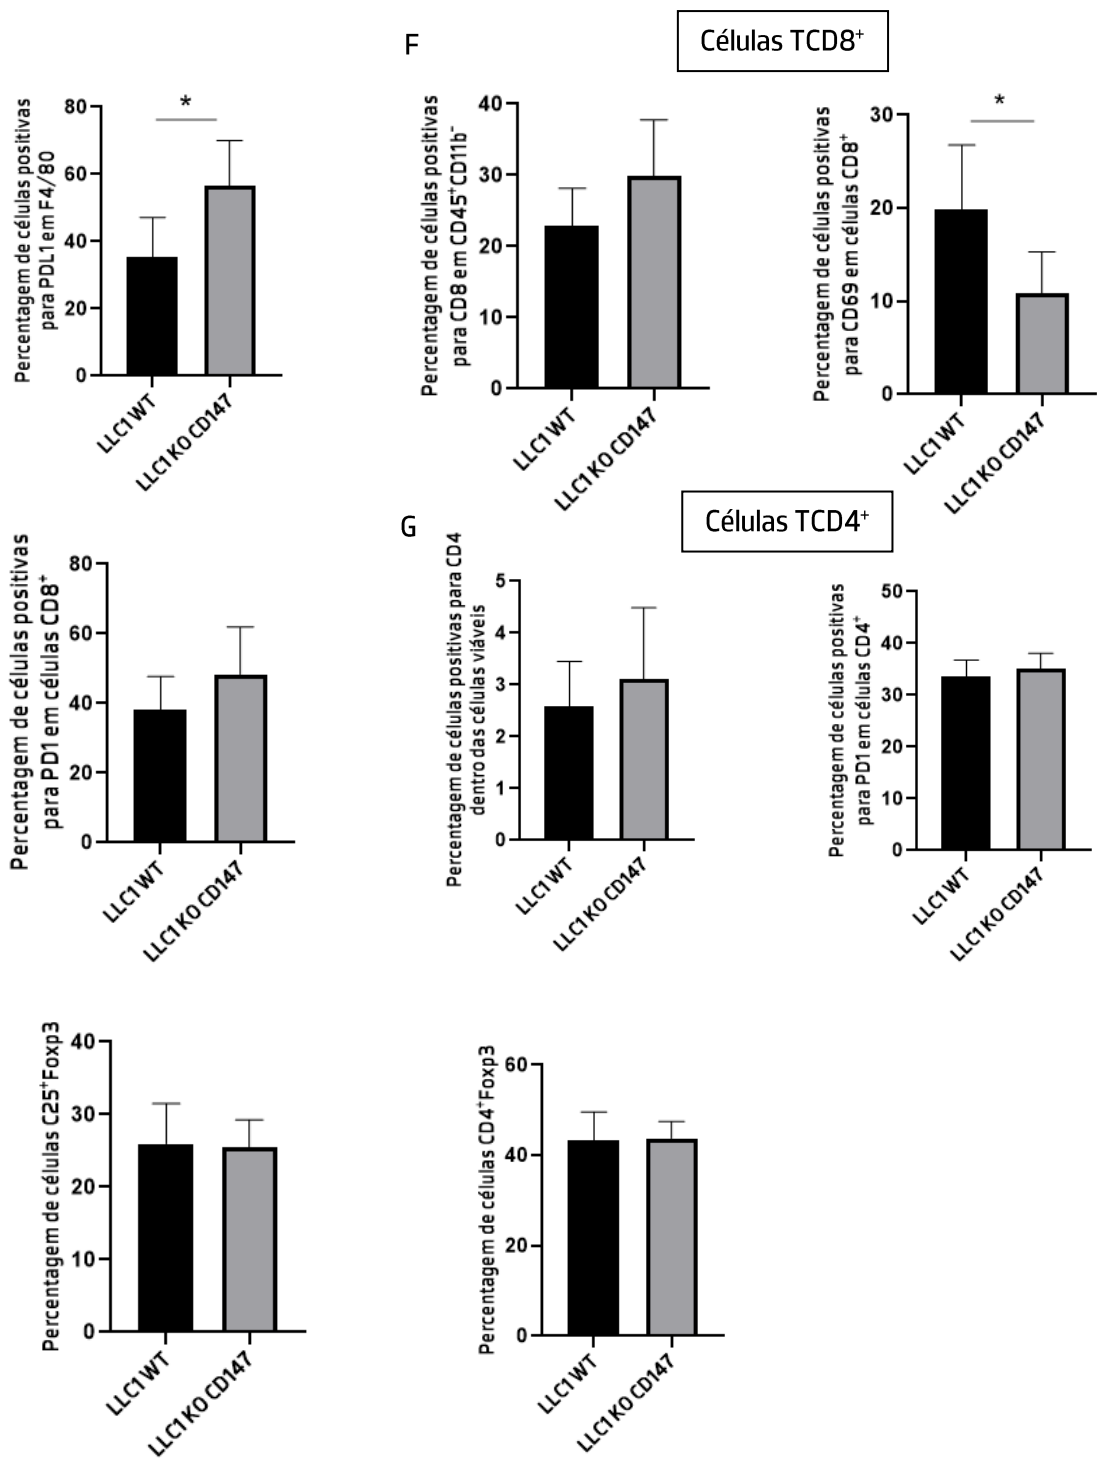 F
Células TCD8⁺
Percentagem de células positivas
para PDL1 em F4/80
80
60
40
20
0
*
LLC1 WT
LLC1 KO CD147
Percentagem de células positivas
para CD8 em CD45⁺CD11b⁻
40
30
20
10
0
LLC1 WT
LLC1 KO CD147
Percentagem de células positivas
para CD69 em células CD8⁺
30
20
10
0
*
LLC1 WT
LLC1 KO CD147
Percentagem de células positivas
para PD1 em células CD8⁺
80
60
40
20
0
LLC1 WT
LLC1 KO CD147
G
Células TCD4⁺
Percentagem de células positivas para CD4
dentro das células viáveis
5
4
3
2
1
0
LLC1 WT
LLC1 KO CD147
Percentagem de células positivas
para PD1 em células CD4⁺
50
40
30
20
10
0
LLC1 WT
LLC1 KO CD147
Percentagem de células C25⁺Foxp3
40
30
20
10
0
LLC1 WT
LLC1 KO CD147
Percentagem de células CD4⁺Foxp3
60
40
20
0
LLC1 WT
LLC1 KO CD147